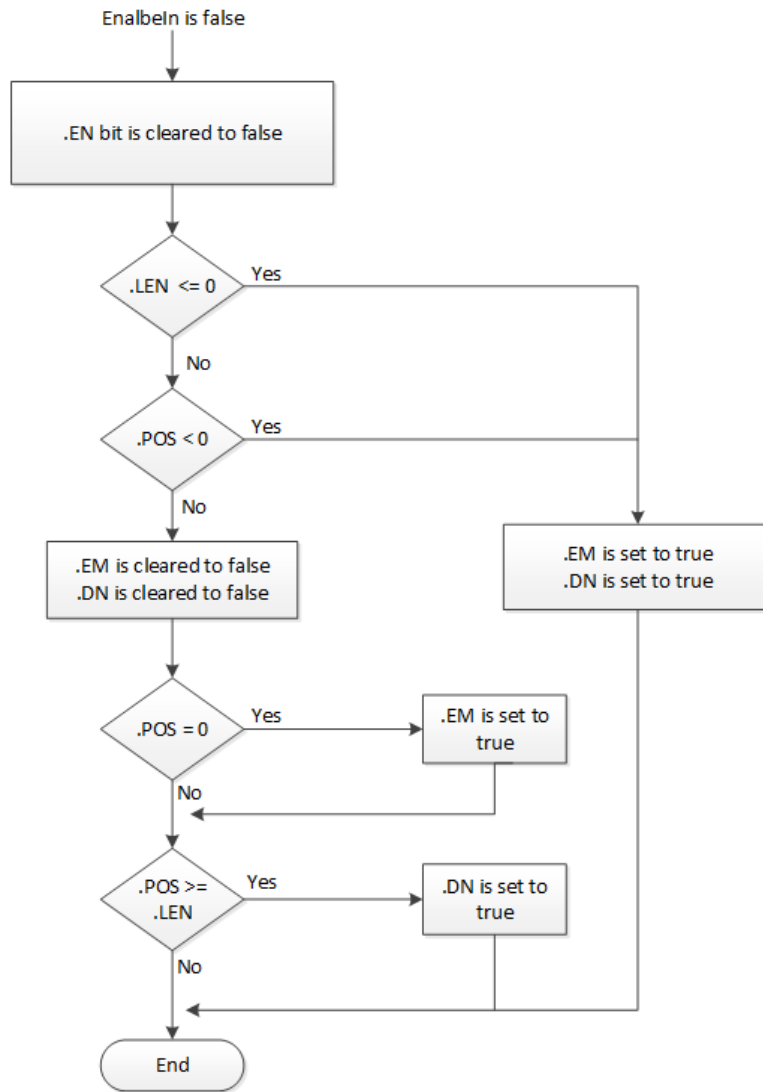 EnalbeIn is false
.EN bit is cleared to false
.LEN <= 0
Yes
No
.POS < 0
Yes
No
.EM is cleared to false
.DN is cleared to false
.EM is set to true
.DN is set to true
.POS = 0
Yes
.EM is set to
true
No
.POS >=
.LEN
Yes
.DN is set to
true
No
End